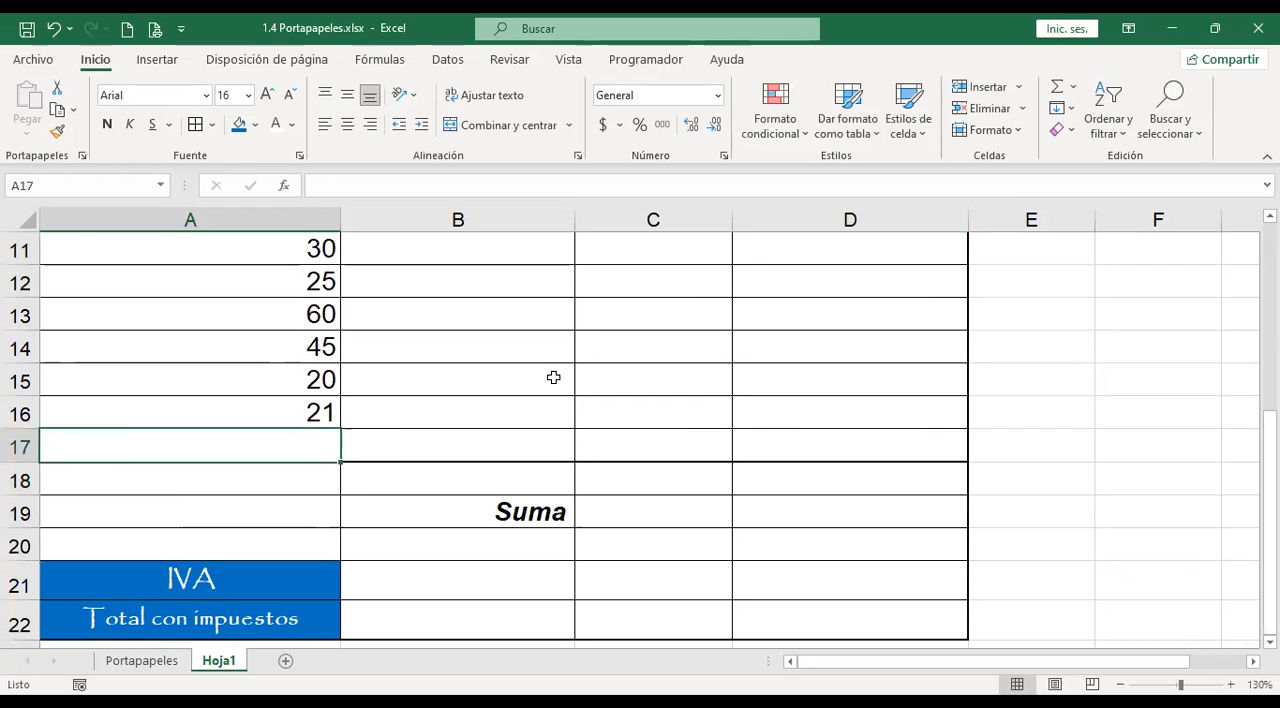 1.4 Portapapeles.xlsx - Excel
Buscar
Inic. ses.
Archivo Inicio Insertar Disposición de página Fórmulas Datos Revisar Vista Programador Ayuda
Compartir
Pegar
Portapapeles
Arial 16
N K S
Fuente
Ajustar texto
Combinar y centrar
Alineación
General
$ % 000
Número
Formato condicional
Dar formato como tabla
Estilos de celda
Estilos
Insertar
Eliminar
Formato
Celdas
Ordenar y filtrar
Buscar y seleccionar
Edición
A17
fx
A B C D E F
11 30
12 25
13 60
14 45
15 20
16 21
17
18
19 Suma
20
21 IVA
22 Total con impuestos
Portapapeles Hoja1
Listo
130%